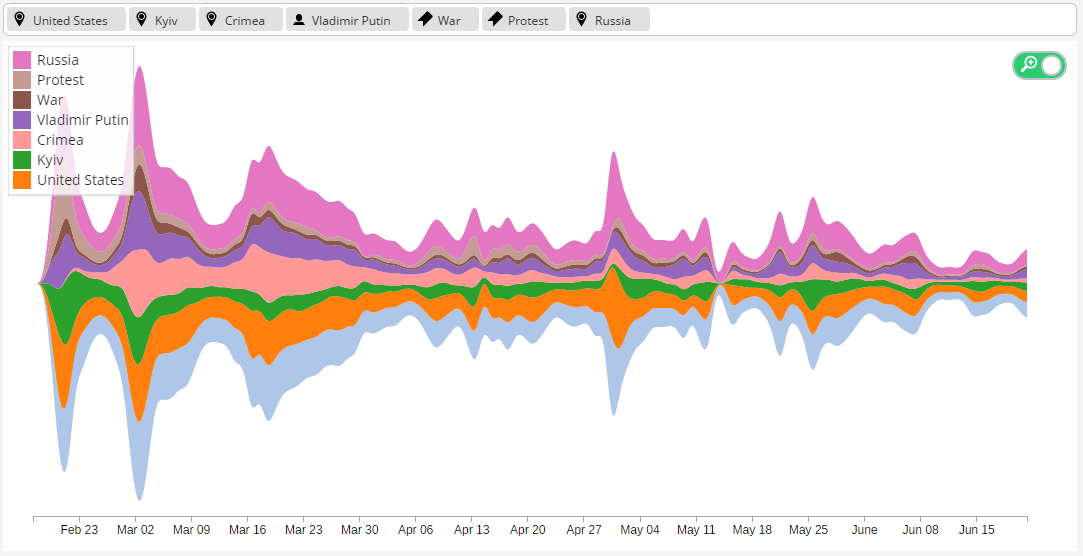 United States Kyiv Crimea Vladimir Putin War Protest Russia
Russia
Protest
War
Vladimir Putin
Crimea
Kyiv
United States
Feb 23 Mar 02 Mar 09 Mar 16 Mar 23 Mar 30 Apr 06 Apr 13 Apr 20 Apr 27 May 04 May 11 May 18 May 25 June Jun 08 Jun 15